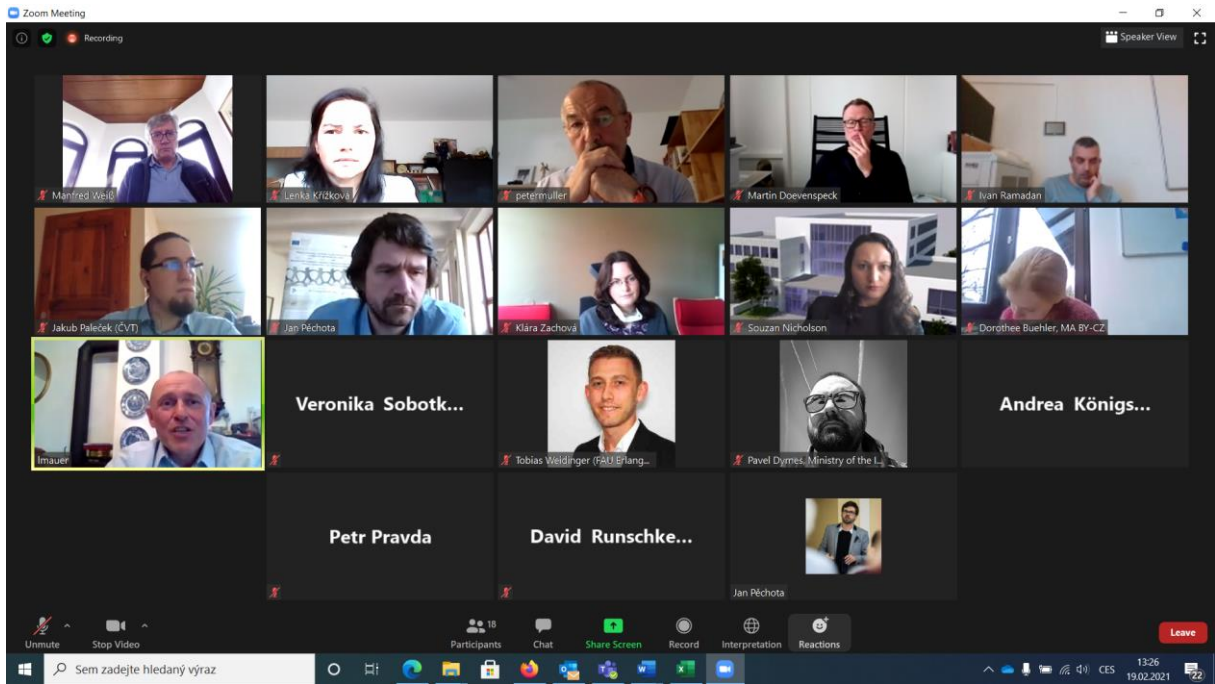 Zoom Meeting
Recording
Speaker View
Manfred Weiß
Lenka Křížková
petermuller
Martin Doevenspeck
Ivan Ramadan
Jakub Paleček (ČVT)
Jan Pěchota
Klára Zachová
Souzan Nicholson
Dorothee Buehler, MA BY-CZ
lmauer
Veronika Sobotk...
Tobias Weidinger (FAU Erlang...
Pavel Dymes, Ministry of the I...
Andrea Königs...
Petr Pravda
David Runschke...
Jan Pěchota
Unmute
Stop Video
18
Participants
Chat
Share Screen
Record
Interpretation
Reactions
Leave
Sem zadejte hledaný výraz
CES
13:26
19.02.2021
22